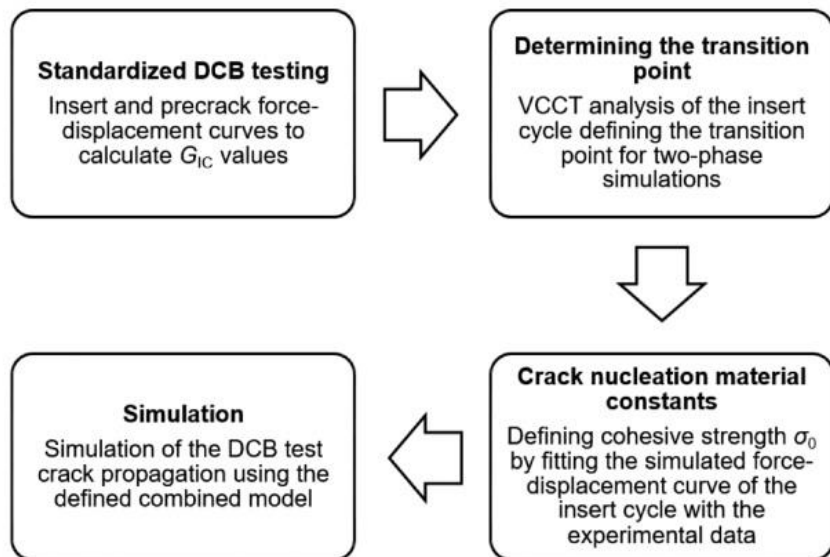 Standardized DCB testing
Insert and precrack force-
displacement curves to
calculate G_IC values
Determining the transition
point
VCCT analysis of the insert
cycle defining the transition
point for two-phase
simulations
Crack nucleation material
constants
Defining cohesive strength σ₀
by fitting the simulated force-
displacement curve of the
insert cycle with the
experimental data
Simulation
Simulation of the DCB test
crack propagation using the
defined combined model